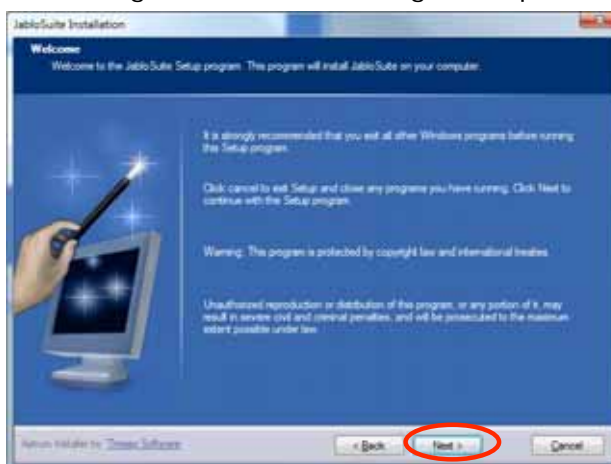 JabloSuite Installation
Welcome
Welcome to the JabloSuite Setup program. This program will install JabloSuite on your computer.
It is strongly recommended that you exit all other Windows programs before running
this Setup program.
Click cancel to exit Setup and close any programs you have running. Click Next to
continue with the Setup program.
Warning: This program is protected by copyright law and international treaties.
Unauthorized reproduction or distribution of this program, or any portion of it, may
result in severe civil and criminal penalties, and will be prosecuted to the maximum
extent possible under law.
Installer by Software
< Back Next > Cancel